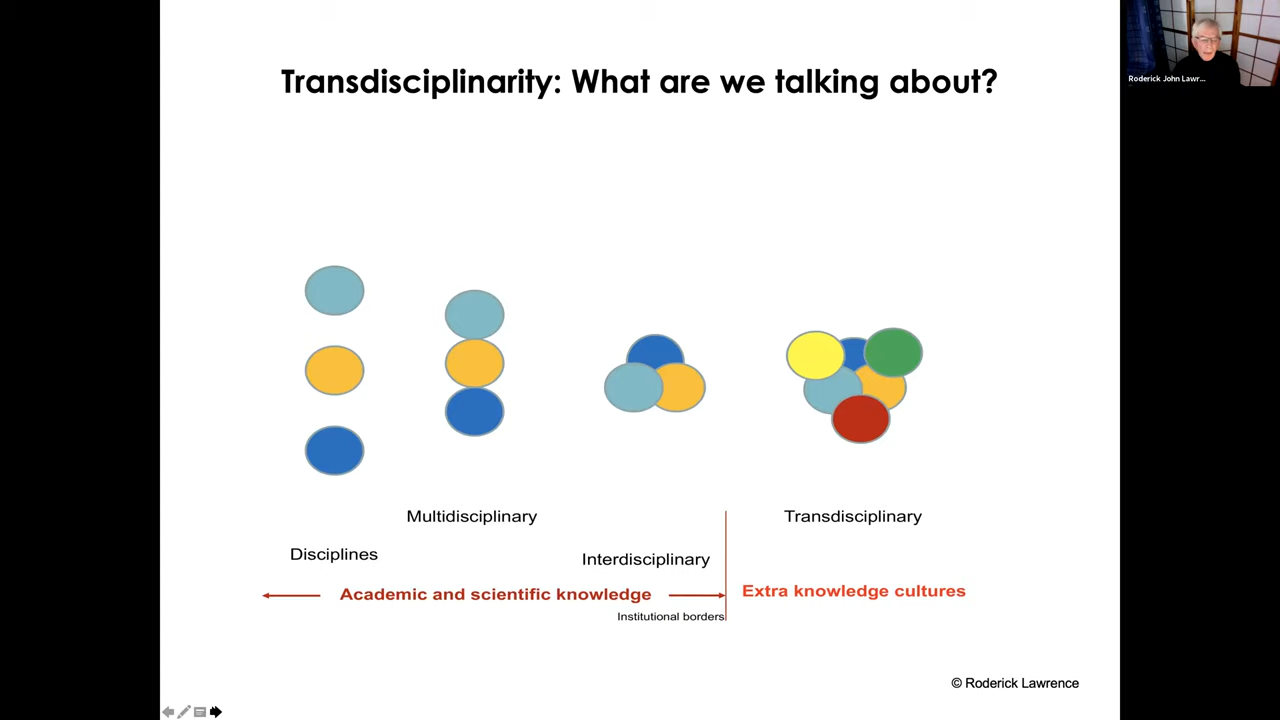 Transdisciplinarity: What are we talking about?
Roderick John Lawr...
Multidisciplinary
Transdisciplinary
Disciplines
Interdisciplinary
Academic and scientific knowledge
Extra knowledge cultures
Institutional borders
© Roderick Lawrence